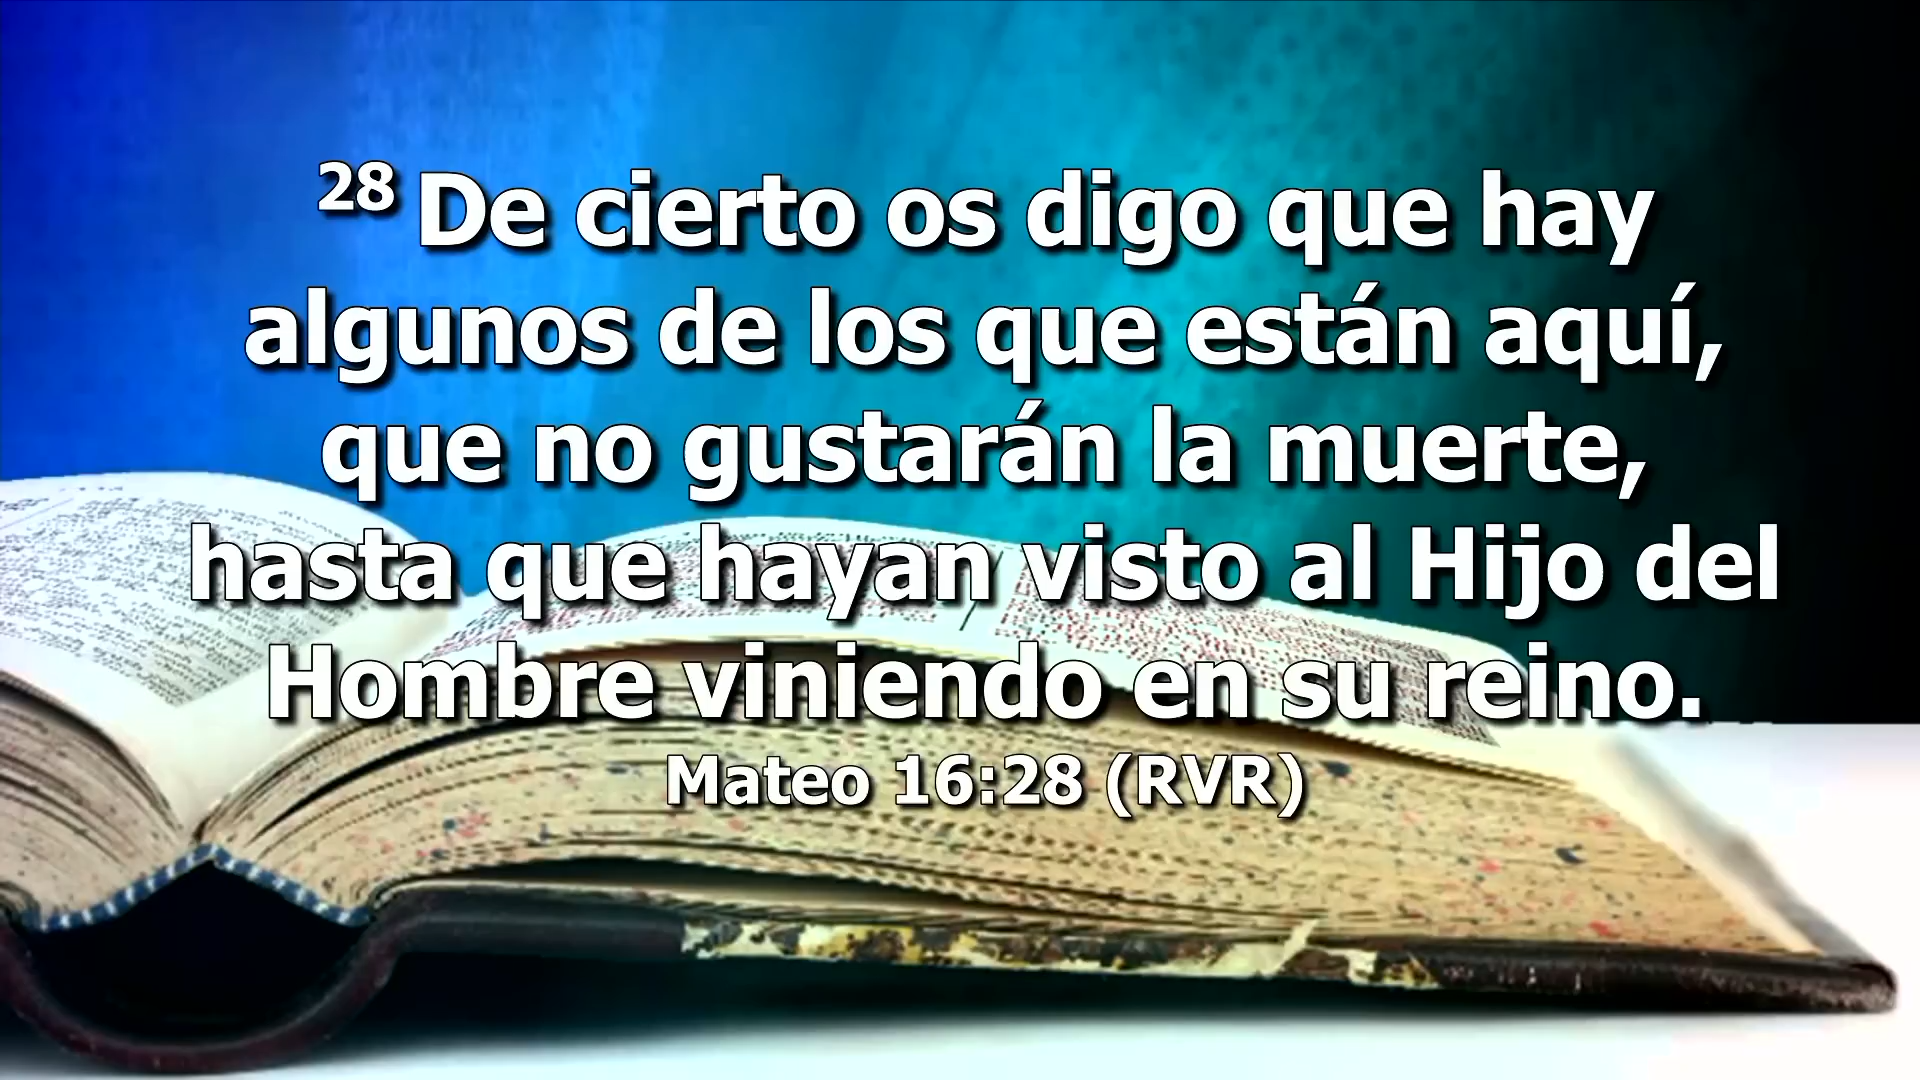 28 De cierto os digo que hay
algunos de los que están aquí,
que no gustarán la muerte,
hasta que hayan visto al Hijo del
Hombre viniendo en su reino.
Mateo 16:28 (RVR)